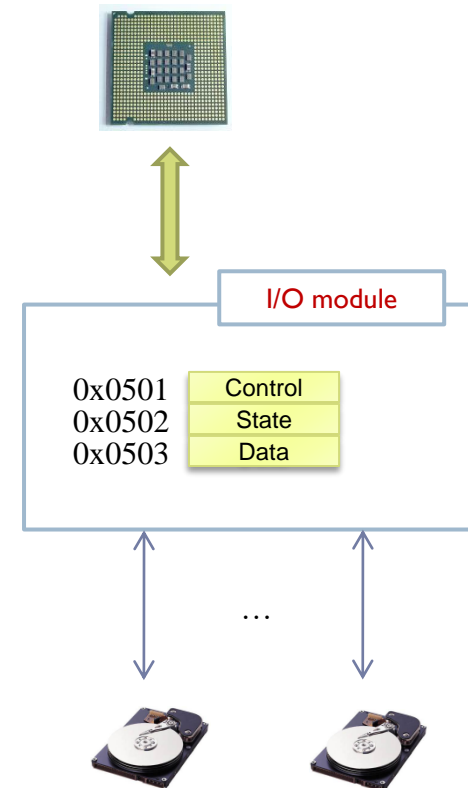 I/O module
0x0501 Control
0x0502 State
0x0503 Data
…